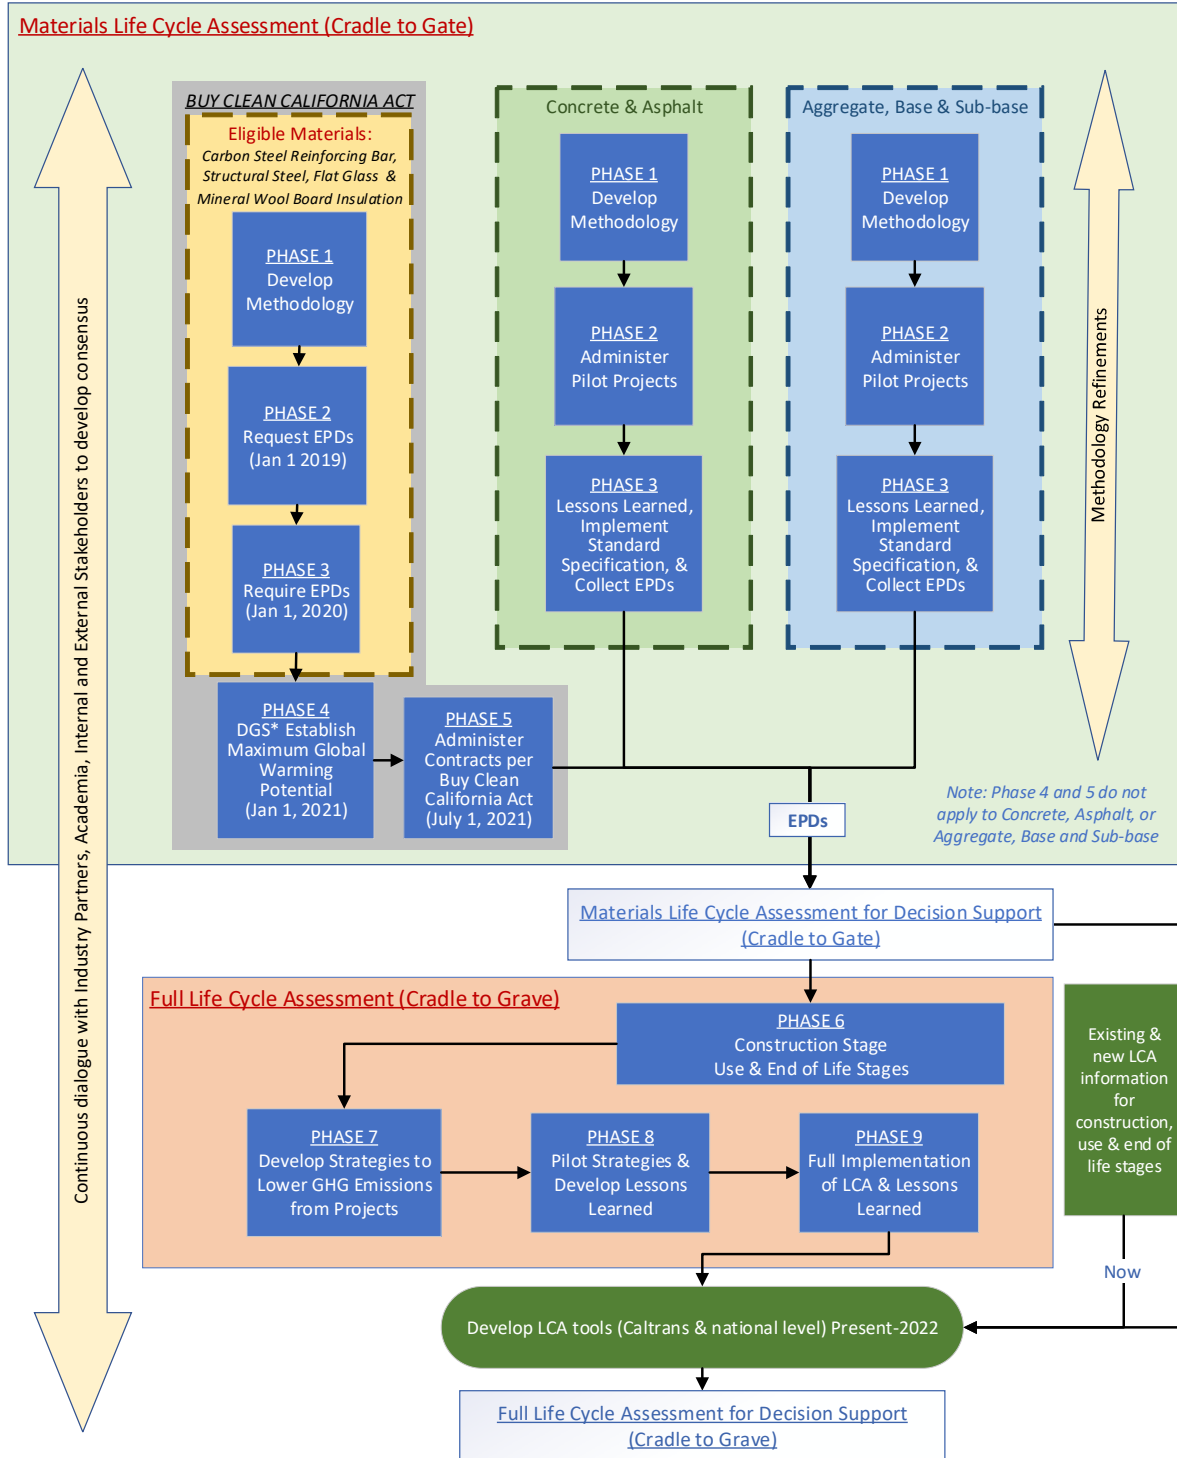 Materials Life Cycle Assessment (Cradle to Gate)
Continuous dialogue with Industry Partners, Academia, Internal and External Stakeholders to develop consensus
BUY CLEAN CALIFORNIA ACT
Eligible Materials:
Carbon Steel Reinforcing Bar,
Structural Steel, Flat Glass &
Mineral Wool Board Insulation
PHASE 1
Develop
Methodology
PHASE 2
Request EPDs
(Jan 1 2019)
PHASE 3
Require EPDs
(Jan 1, 2020)
PHASE 4
DGS* Establish
Maximum Global
Warming
Potential
(Jan 1, 2021)
PHASE 5
Administer
Contracts per
Buy Clean
California Act
(July 1, 2021)
Concrete & Asphalt
PHASE 1
Develop
Methodology
PHASE 2
Administer
Pilot Projects
PHASE 3
Lessons Learned,
Implement
Standard
Specification, &
Collect EPDs
Aggregate, Base & Sub-base
PHASE 1
Develop
Methodology
PHASE 2
Administer
Pilot Projects
PHASE 3
Lessons Learned,
Implement
Standard
Specification, &
Collect EPDs
Methodology Refinements
Note: Phase 4 and 5 do not
apply to Concrete, Asphalt, or
Aggregate, Base and Sub-base
EPDs
Materials Life Cycle Assessment for Decision Support
(Cradle to Gate)
Full Life Cycle Assessment (Cradle to Grave)
PHASE 6
Construction Stage
Use & End of Life Stages
PHASE 7
Develop Strategies to
Lower GHG Emissions
from Projects
PHASE 8
Pilot Strategies &
Develop Lessons
Learned
PHASE 9
Full Implementation
of LCA & Lessons
Learned
Existing &
new LCA
information
for
construction,
use & end of
life stages
Now
Develop LCA tools (Caltrans & national level) Present-2022
Full Life Cycle Assessment for Decision Support
(Cradle to Grave)